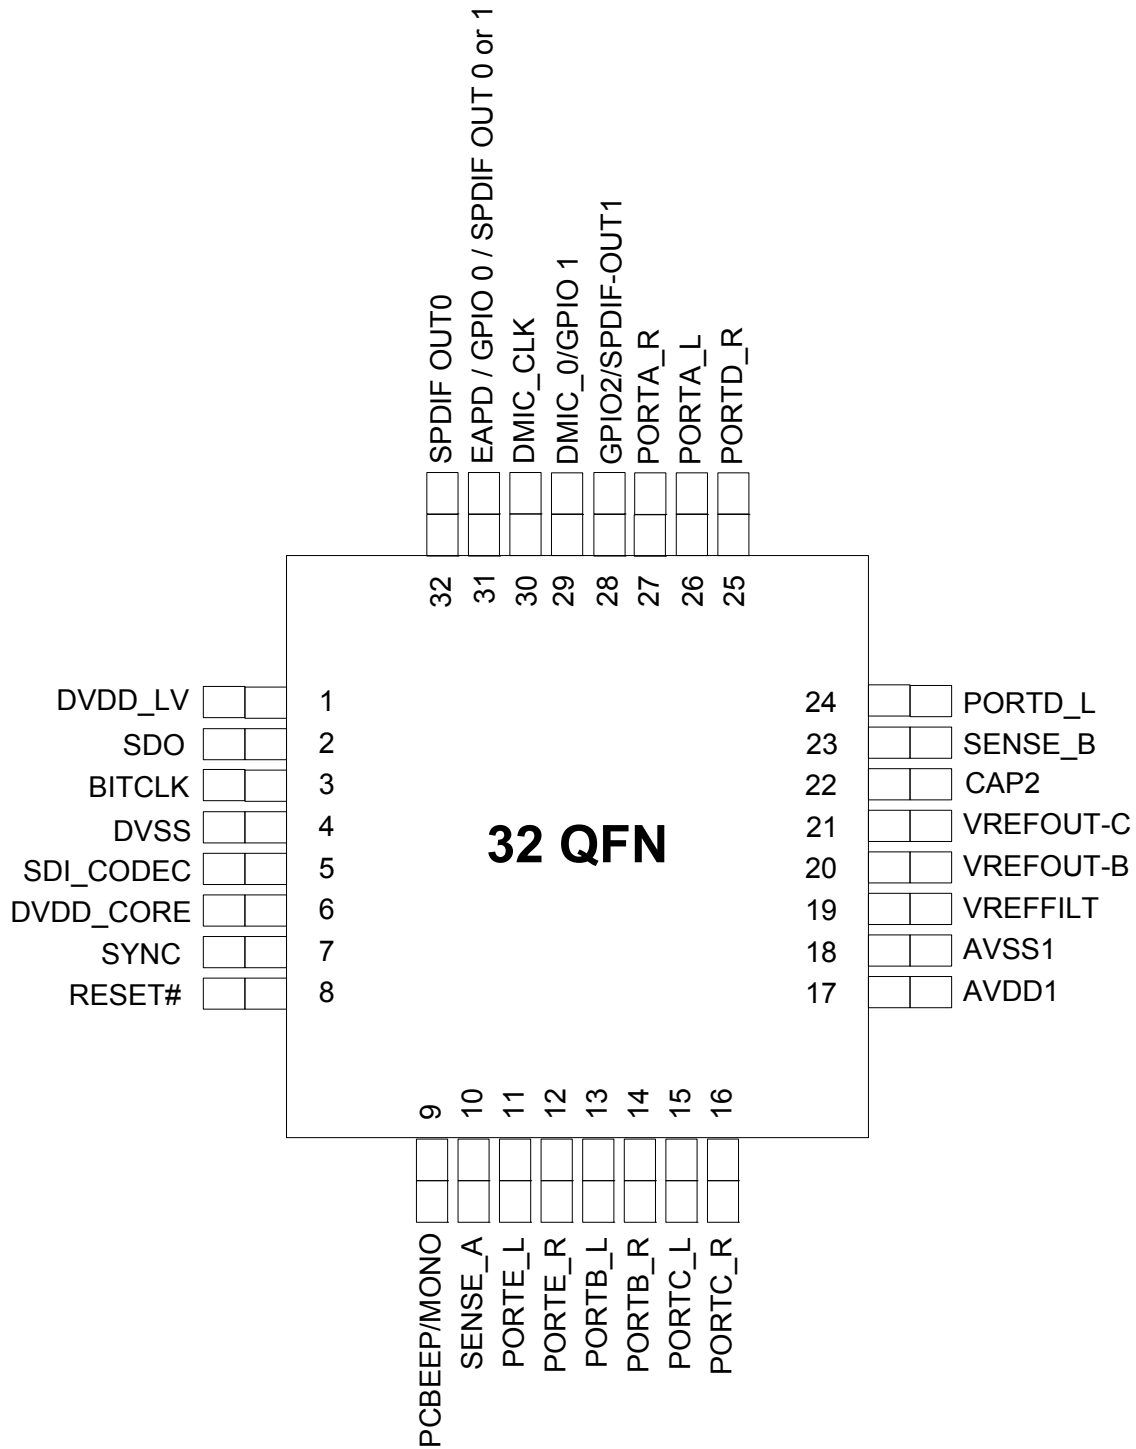 SPDIF OUT0
EAPD / GPIO 0 / SPDIF OUT 0 or 1
DMIC_CLK
DMIC_0/GPIO 1
GPIO2/SPDIF-OUT1
PORTA_R
PORTA_L
PORTD_R
32
31
30
29
28
27
26
25
DVDD_LV
1
SDO
2
BITCLK
3
DVSS
4
SDI_CODEC
5
DVDD_CORE
6
SYNC
7
RESET#
8
32 QFN
24
PORTD_L
23
SENSE_B
22
CAP2
21
VREFOUT-C
20
VREFOUT-B
19
VREFFILT
18
AVSS1
17
AVDD1
9
10
11
12
13
14
15
16
PCBEEP/MONO
SENSE_A
PORTE_L
PORTE_R
PORTB_L
PORTB_R
PORTC_L
PORTC_R